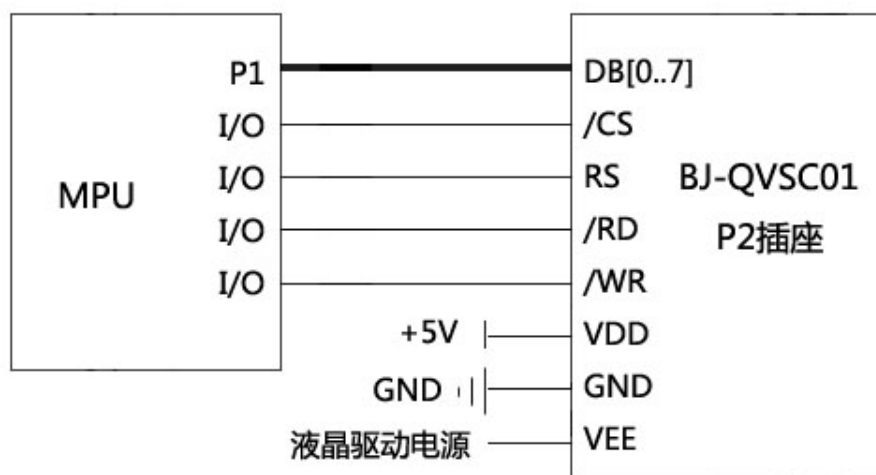 P1 DB[0..7]
I/O /CS
MPU I/O RS BJ-QVSC01
I/O /RD P2插座
I/O /WR
+5V VDD
GND GND
液晶驱动电源 VEE